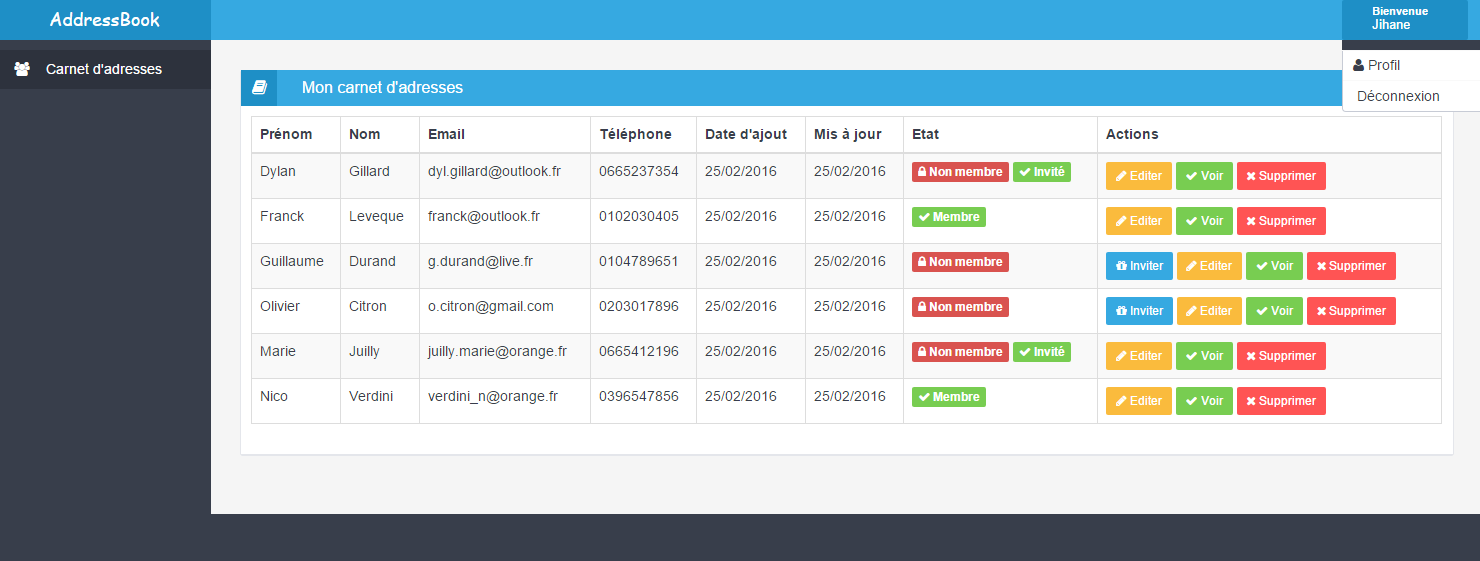 AddressBook
Bienvenue
Jihane
Carnet d'adresses
Profil
Déconnexion
Mon carnet d'adresses
Prénom Nom Email Téléphone Date d'ajout Mis à jour Etat Actions
Dylan Gillard dyl.gillard@outlook.fr 0665237354 25/02/2016 25/02/2016 Non membre Invité Editer Voir Supprimer
Franck Leveque franck@outlook.fr 0102030405 25/02/2016 25/02/2016 Membre Editer Voir Supprimer
Guillaume Durand g.durand@live.fr 0104789651 25/02/2016 25/02/2016 Non membre Inviter Editer Voir Supprimer
Olivier Citron o.citron@gmail.com 0203017896 25/02/2016 25/02/2016 Non membre Inviter Editer Voir Supprimer
Marie Juilly juilly.marie@orange.fr 0665412196 25/02/2016 25/02/2016 Non membre Invité Editer Voir Supprimer
Nico Verdini verdini_n@orange.fr 0396547856 25/02/2016 25/02/2016 Membre Editer Voir Supprimer